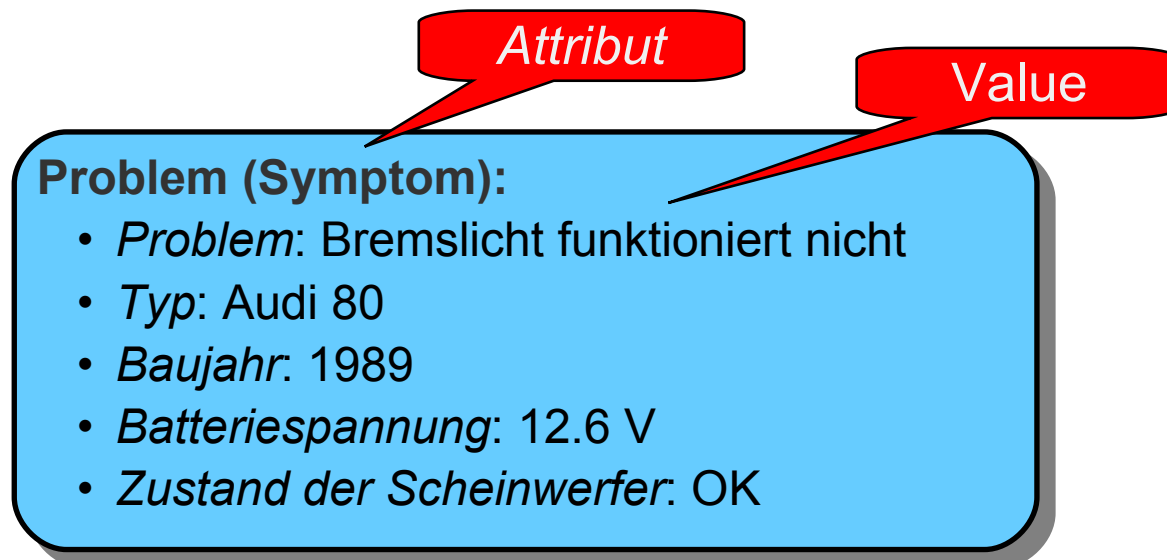 Attribut
Value
Problem (Symptom):
• Problem: Bremslicht funktioniert nicht
• Typ: Audi 80
• Baujahr: 1989
• Batteriespannung: 12.6 V
• Zustand der Scheinwerfer: OK